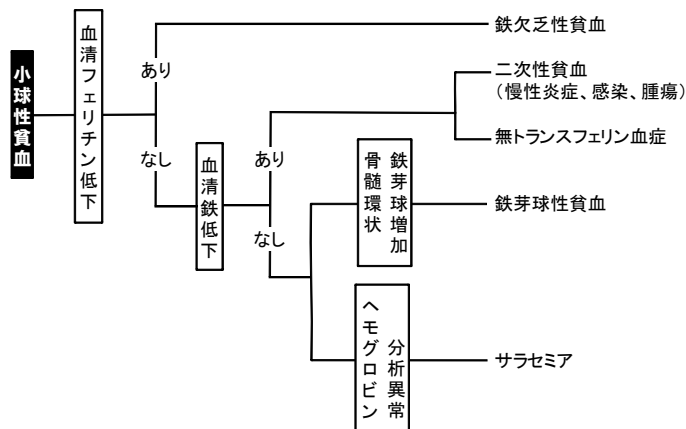 小球性貧血
血清フェリチン低下
あり
なし
鉄欠乏性貧血
血清鉄低下
あり
なし
二次性貧血
（慢性炎症、感染、腫瘍）
無トランスフェリン血症
骨髄環状
鉄芽球増加
鉄芽球性貧血
ヘモグロビン
分析異常
サラセミア